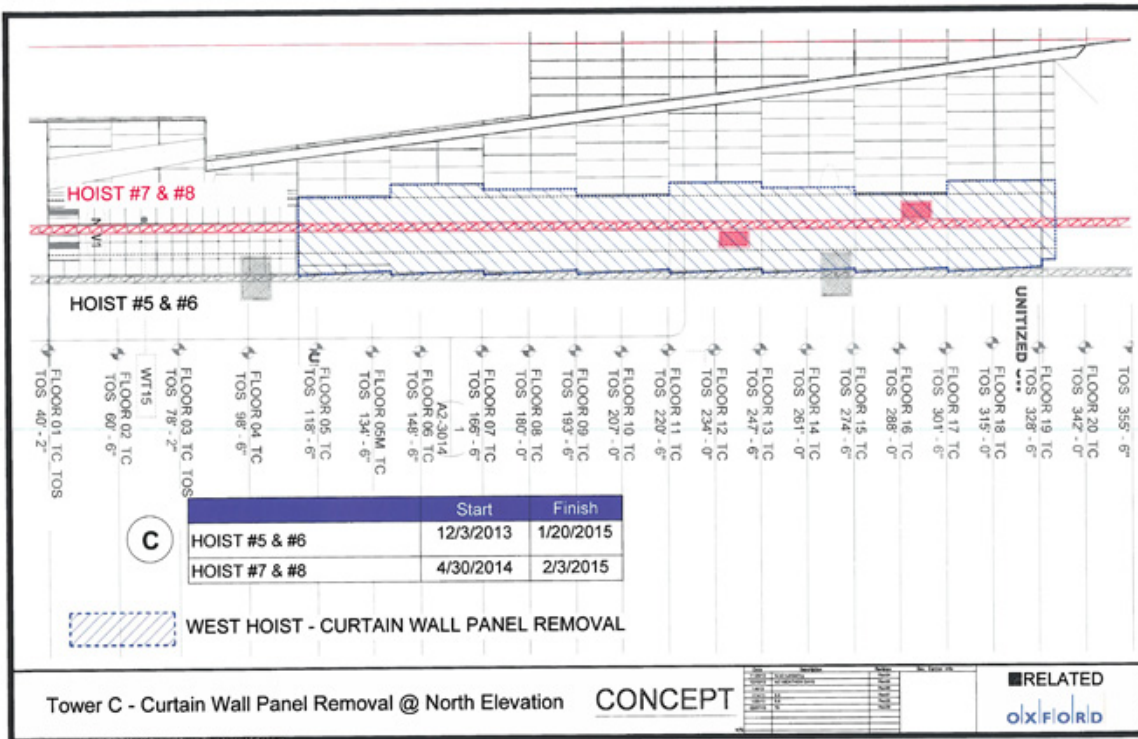 HOIST #7 & #8
HOIST #5 & #6
UNITIZED
FLOOR 01 TC TOS
TOS 40' - 2"
FLOOR 02 TC
TOS 60' - 6"
WT15
FLOOR 03 TC TOS
TOS 78' - 2"
FLOOR 04 TC
TOS 98' - 6"
FLOOR 05 TC
TOS 118' - 6"
FLOOR 05M TC
TOS 134' - 6"
FLOOR 06 TC
TOS 148' - 6"
1
A2-3014
FLOOR 07 TC
TOS 166' - 6"
FLOOR 08 TC
TOS 180' - 0"
FLOOR 09 TC
TOS 193' - 6"
FLOOR 10 TC
TOS 207' - 0"
FLOOR 11 TC
TOS 220' - 6"
FLOOR 12 TC
TOS 234' - 0"
FLOOR 13 TC
TOS 247' - 6"
FLOOR 14 TC
TOS 261' - 0"
FLOOR 15 TC
TOS 274' - 6"
FLOOR 16 TC
TOS 288' - 0"
FLOOR 17 TC
TOS 301' - 6"
FLOOR 18 TC
TOS 315' - 0"
FLOOR 19 TC
TOS 328' - 6"
FLOOR 20 TC
TOS 342' - 0"
TOS 355' - 6"
Start Finish
C
HOIST #5 & #6 12/3/2013 1/20/2015
HOIST #7 & #8 4/30/2014 2/3/2015
WEST HOIST - CURTAIN WALL PANEL REMOVAL
Tower C - Curtain Wall Panel Removal @ North Elevation
CONCEPT
RELATED
OXFORD